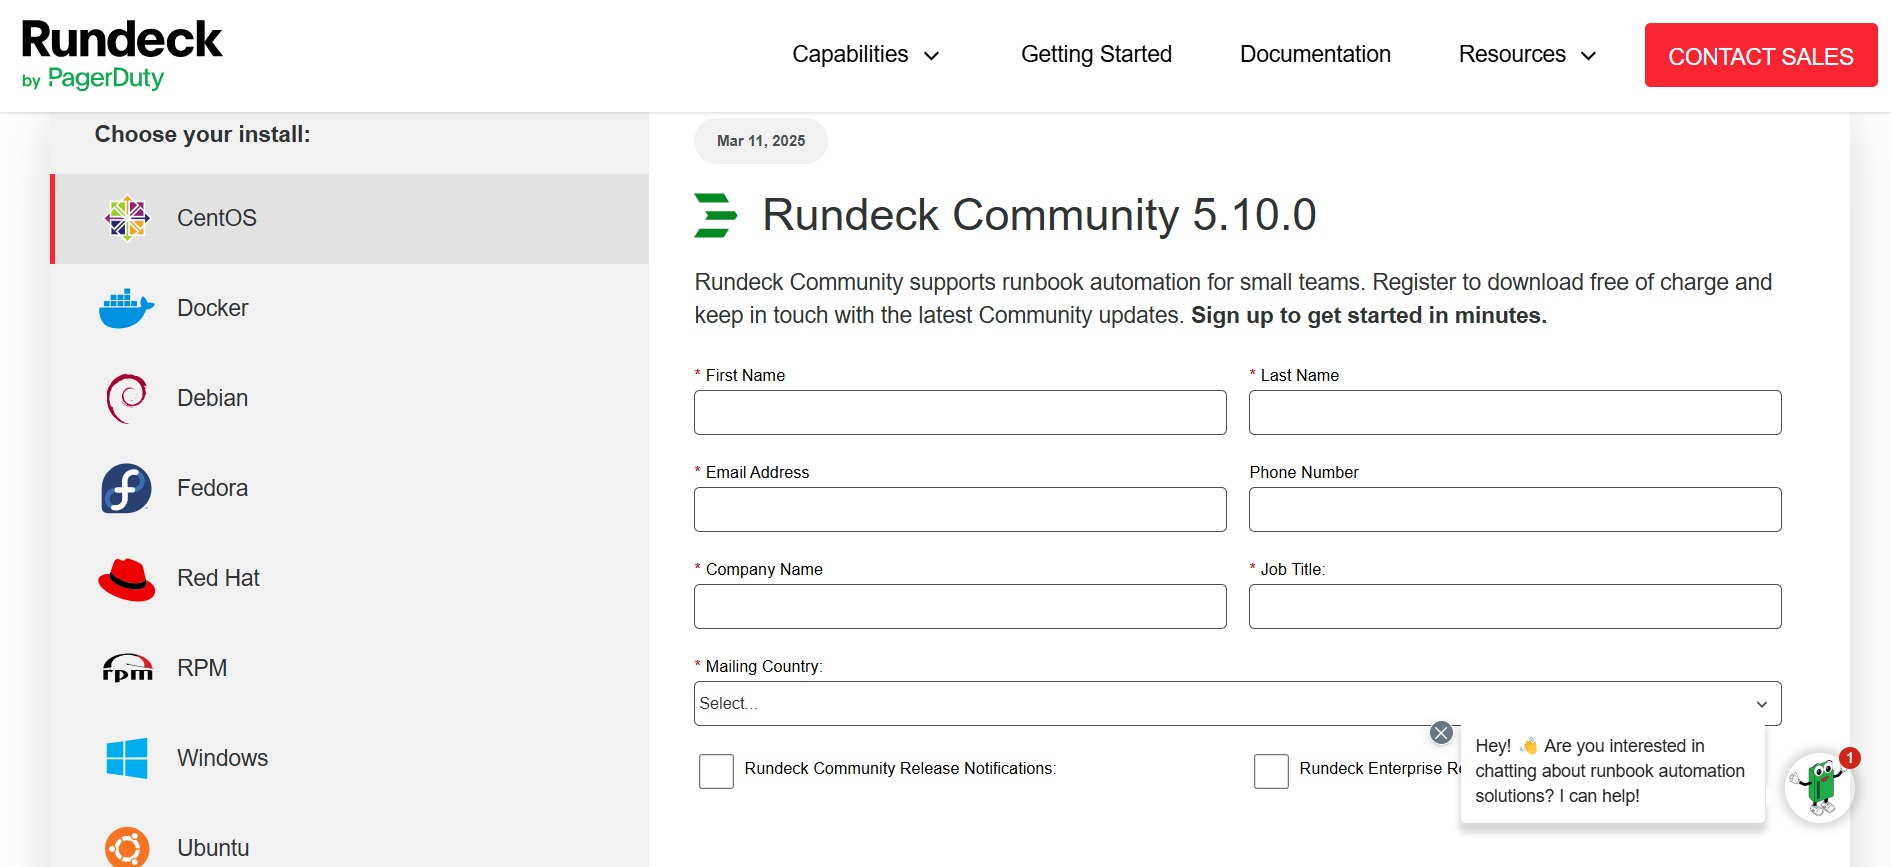 Rundeck
by PagerDuty
Capabilities
Getting Started
Documentation
Resources
CONTACT SALES
Choose your install:
CentOS
Docker
Debian
Fedora
Red Hat
rpm
RPM
Windows
Ubuntu
Mar 11, 2025
Rundeck Community 5.10.0
Rundeck Community supports runbook automation for small teams. Register to download free of charge and
keep in touch with the latest Community updates. Sign up to get started in minutes.
* First Name
* Last Name
* Email Address
Phone Number
* Company Name
* Job Title:
* Mailing Country:
Select...
Rundeck Community Release Notifications:
Rundeck Enterprise
Hey! 👋 Are you interested in
chatting about runbook automation
solutions? I can help!
1